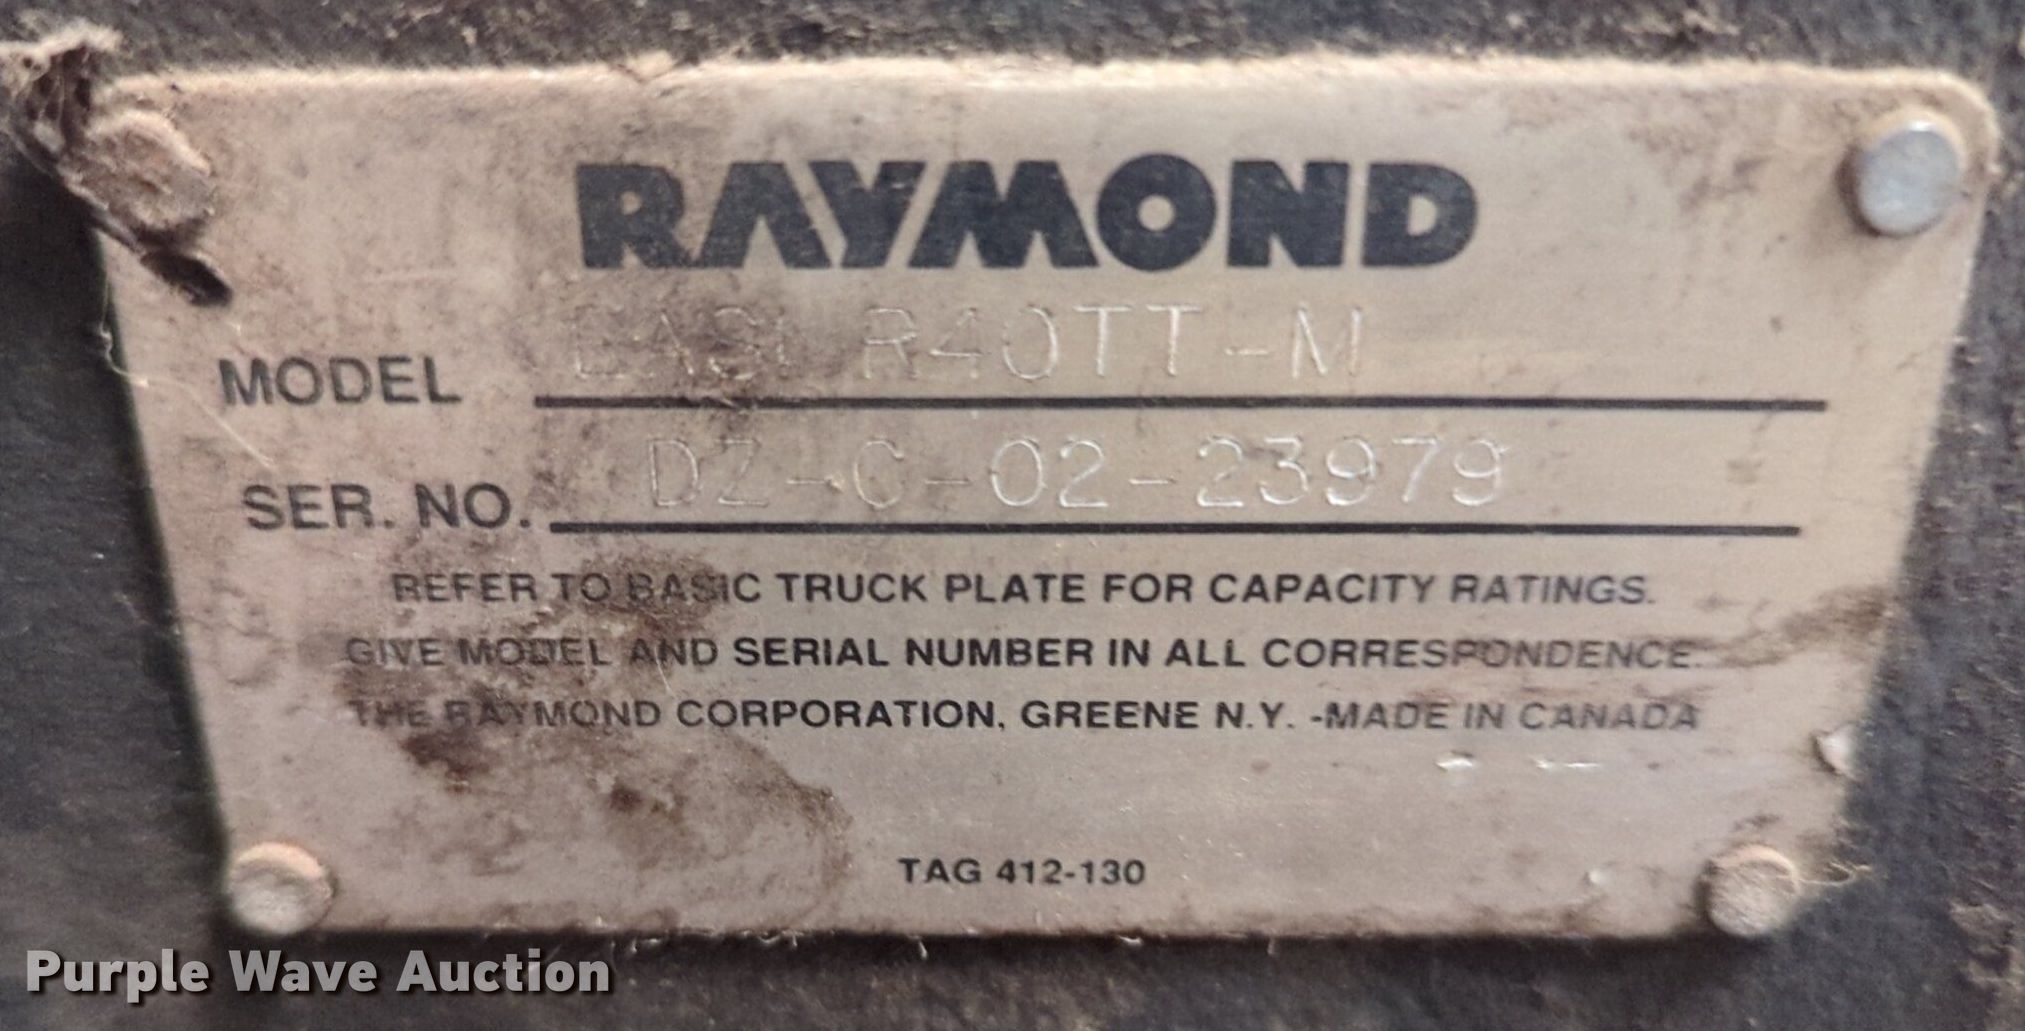 RAYMOND
MODEL R40TT-M
SER. NO. DZ-C-02-23979
REFER TO BASIC TRUCK PLATE FOR CAPACITY RATINGS.
GIVE MODEL AND SERIAL NUMBER IN ALL CORRESPONDENCE.
THE RAYMOND CORPORATION, GREENE N.Y. -MADE IN CANADA
TAG 412-130
Purple Wave Auction